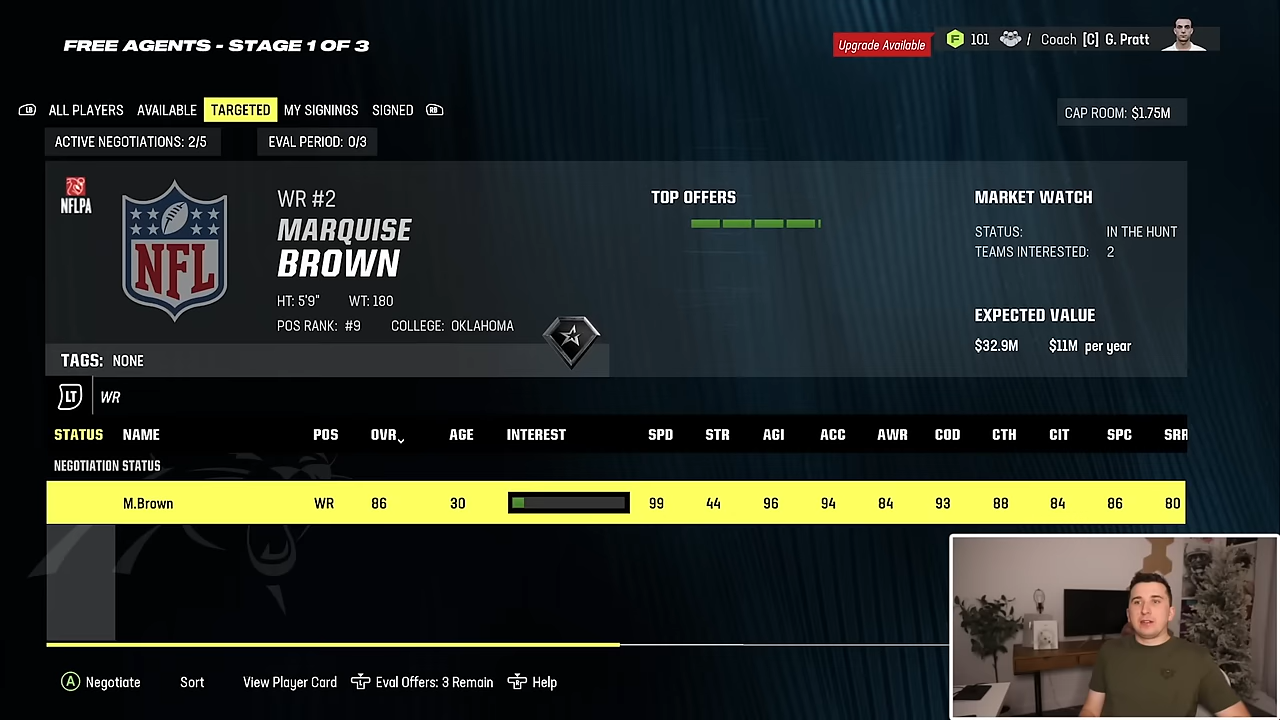 FREE AGENTS - STAGE 1 OF 3
Upgrade Available
F 101 / Coach [C] G. Pratt
LB ALL PLAYERS AVAILABLE TARGETED MY SIGNINGS SIGNED RB
CAP ROOM: $1.75M
ACTIVE NEGOTIATIONS: 2/5 EVAL PERIOD: 0/3
NFLPA
NFL
WR #2
MARQUISE
BROWN
HT: 5'9" WT: 180
POS RANK: #9 COLLEGE: OKLAHOMA
TAGS: NONE
TOP OFFERS
MARKET WATCH
STATUS: IN THE HUNT
TEAMS INTERESTED: 2
EXPECTED VALUE
$32.9M $11M per year
LT WR
STATUS NAME POS OVR AGE INTEREST SPD STR AGI ACC AWR COD CTH CIT SPC SRR
NEGOTIATION STATUS
M.Brown WR 86 30 99 44 96 94 84 93 88 84 86 80
A Negotiate Sort View Player Card Eval Offers: 3 Remain Help